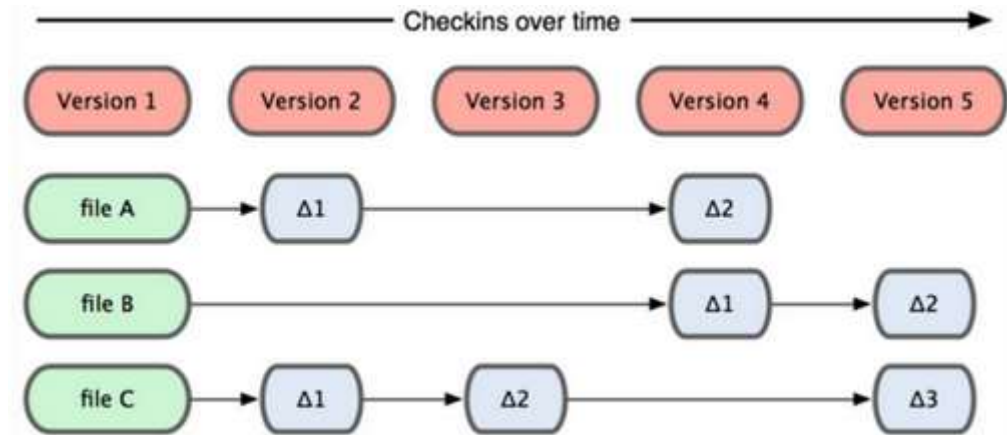 Checkins over time
Version 1 Version 2 Version 3 Version 4 Version 5
file A Δ1 Δ2
file B Δ1 Δ2
file C Δ1 Δ2 Δ3